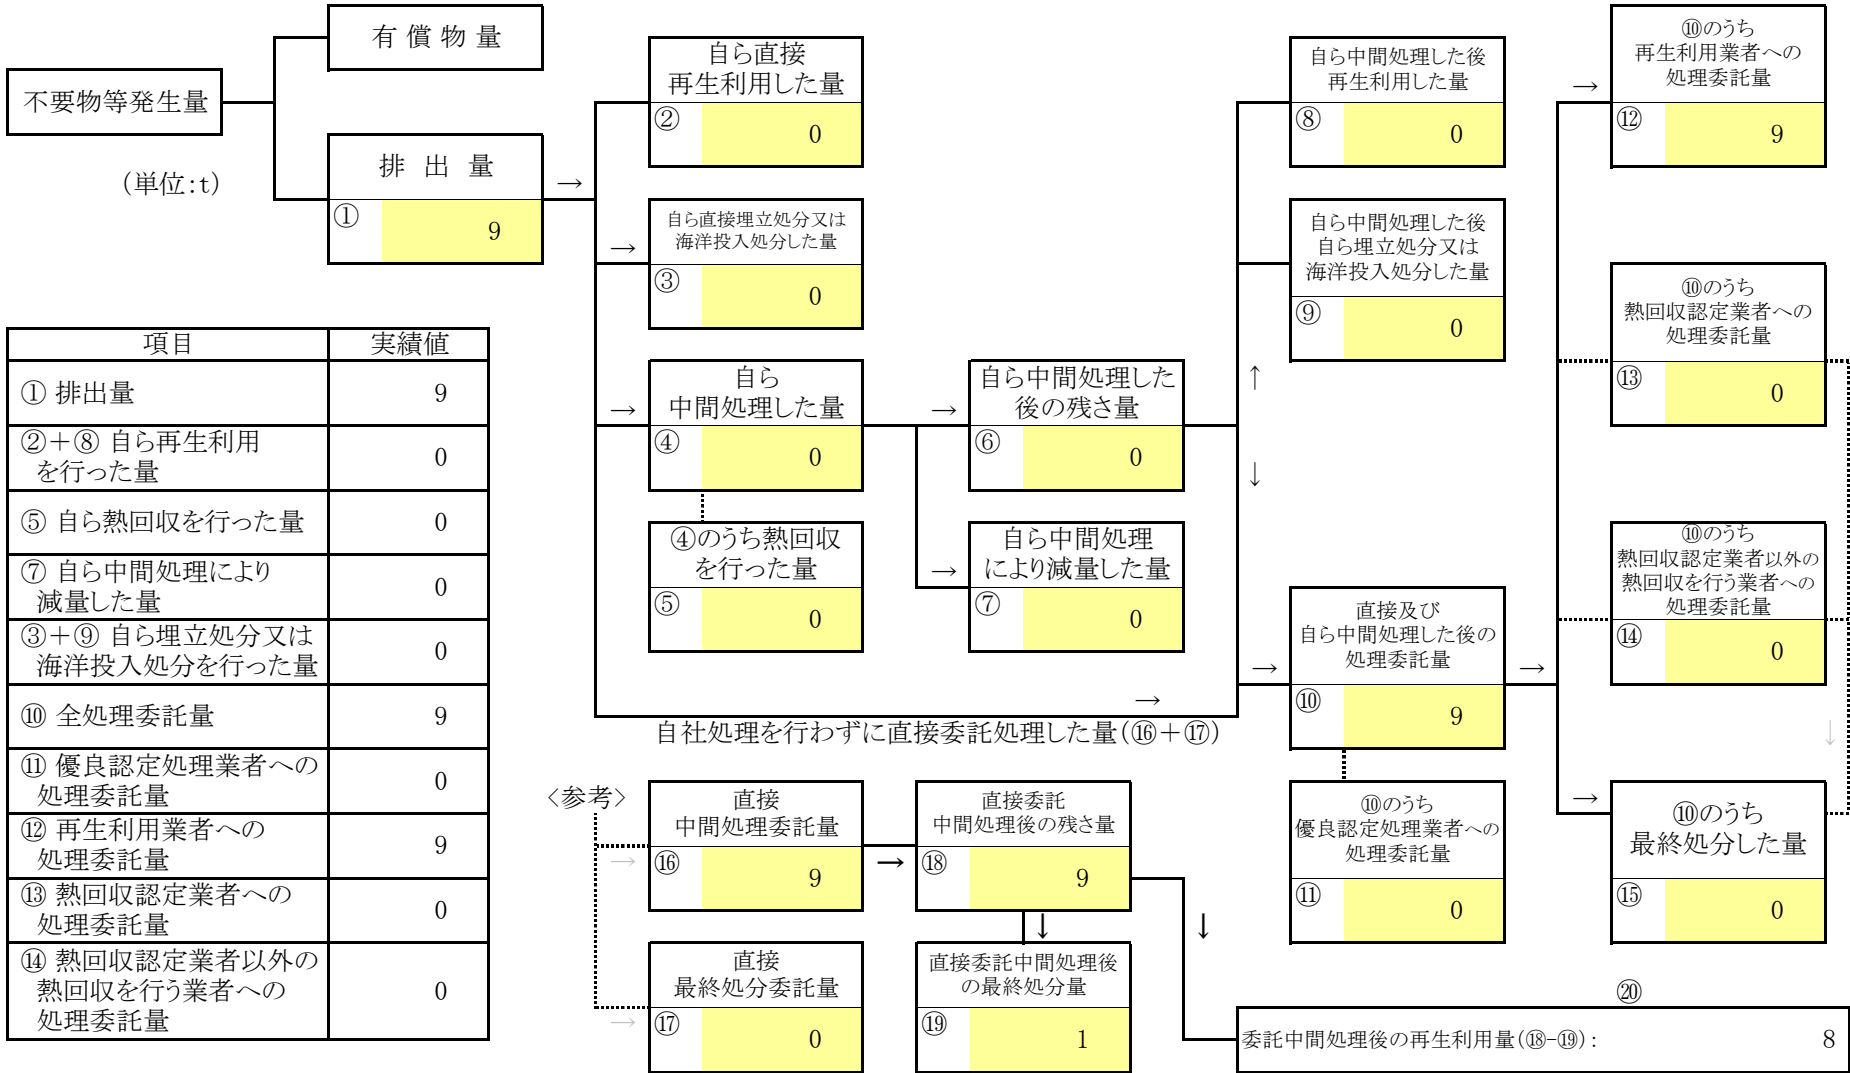 不要物等発生量
(単位:t)
有 償 物 量
排 出 量
①
9
→
自ら直接
再生利用した量
②
0
→
自ら直接埋立処分又は
海洋投入処分した量
③
0
→
自ら
中間処理した量
④
0
④のうち熱回収
を行った量
⑤
0
→
自ら中間処理した
後の残さ量
⑥
0
→
自ら中間処理
により減量した量
⑦
0
↑
↓
自ら中間処理した後
再生利用した量
⑧
0
自ら中間処理した後
自ら埋立処分又は
海洋投入処分した量
⑨
0
→
自社処理を行わずに直接委託処理した量(⑯+⑰)
→
直接及び
自ら中間処理した後の
処理委託量
⑩
9
⑩のうち
優良認定処理業者への
処理委託量
⑪
0
→
→
⑩のうち
再生利用業者への
処理委託量
⑫
9
⑩のうち
熱回収認定業者への
処理委託量
⑬
0
⑩のうち
熱回収認定業者以外の
熱回収を行う業者への
処理委託量
⑭
0
↓
→
⑩のうち
最終処分した量
⑮
0
項目 実績値
① 排出量 9
②+⑧ 自ら再生利用
を行った量 0
⑤ 自ら熱回収を行った量 0
⑦ 自ら中間処理により
減量した量 0
③+⑨ 自ら埋立処分又は
海洋投入処分を行った量 0
⑩ 全処理委託量 9
⑪ 優良認定処理業者への
処理委託量 0
⑫ 再生利用業者への
処理委託量 9
⑬ 熱回収認定業者への
処理委託量 0
⑭ 熱回収認定業者以外の
熱回収を行う業者への
処理委託量 0
<参考>
→
直接
中間処理委託量
⑯
9
→
直接委託
中間処理後の残さ量
⑱
9
↓
↓
→
直接
最終処分委託量
⑰
0
直接委託中間処理後
の最終処分量
⑲
1
⑳
委託中間処理後の再生利用量(⑱-⑲): 8